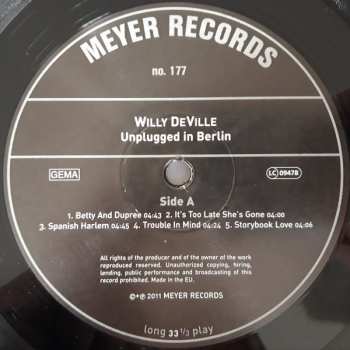 MEYER RECORDS
no. 177
WILLY DEVILLE
Unplugged in Berlin
GEMA
LC 09478
Side A
1. Betty And Dupree 04:43 2. It's Too Late She's Gone 04:00
3. Spanish Harlem 04:45 4. Trouble In Mind 04:24 5. Storybook Love 04:06
All rights of the producer and of the owner of the work
reproduced reserved. Unauthorized copying, hiring,
lending, public performance and broadcasting of this
record prohibited. Made in the EU.
©+℗ 2011 MEYER RECORDS
long 33 1/3 play